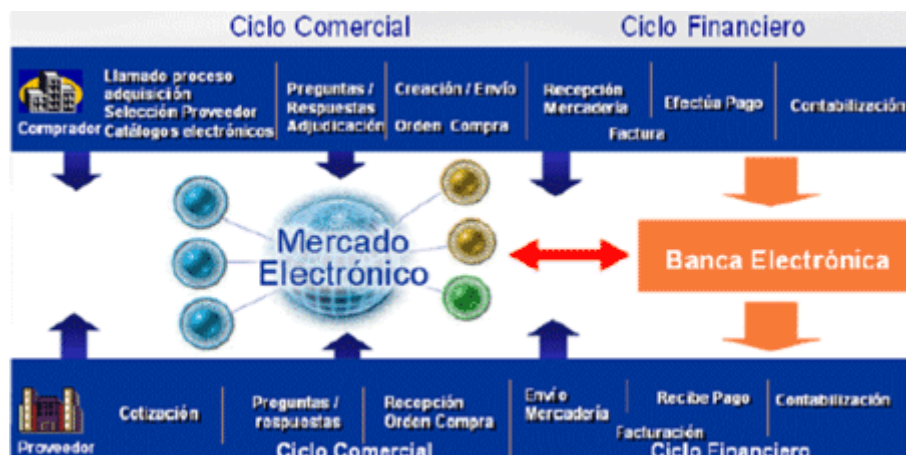 Ciclo Comercial
Ciclo Financiero
Comprador
Llamado proceso
adquisición
Selección Proveedor
Catálogos electrónicos
Preguntas /
Respuestas
Adjudicación
Creación / Envío
Orden Compra
Recepción
Mercadería
Factura
Efectúa Pago
Contabilización
Mercado
Electrónico
Banca Electrónica
Proveedor
Cotización
Preguntas /
rospuestas
Recepción
Orden Compra
Envío
Mercadería
Facturación
Recibe Pago
Contabilización
Ciclo Comercial
Ciclo Financiero